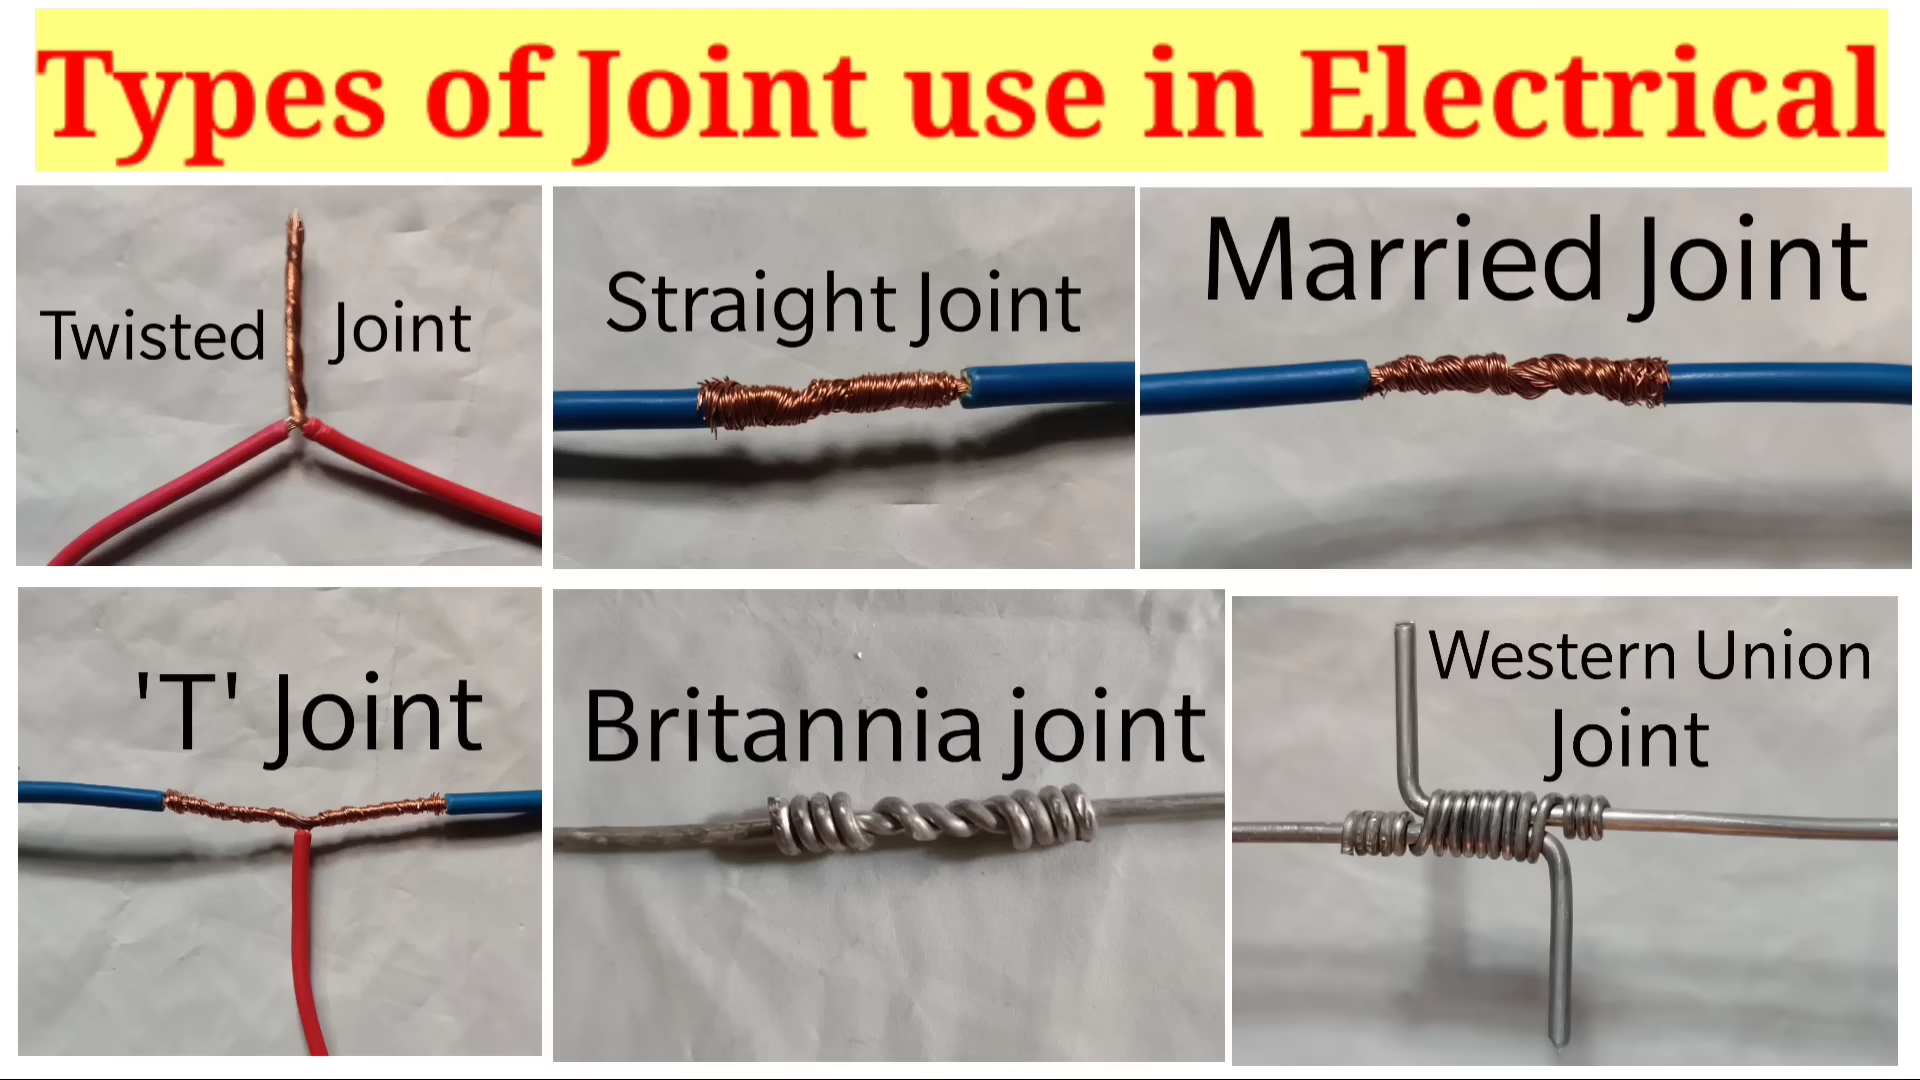 Types of Joint use in Electrical
Twisted Joint
Straight Joint
Married Joint
'T' Joint
Britannia joint
Western Union
Joint